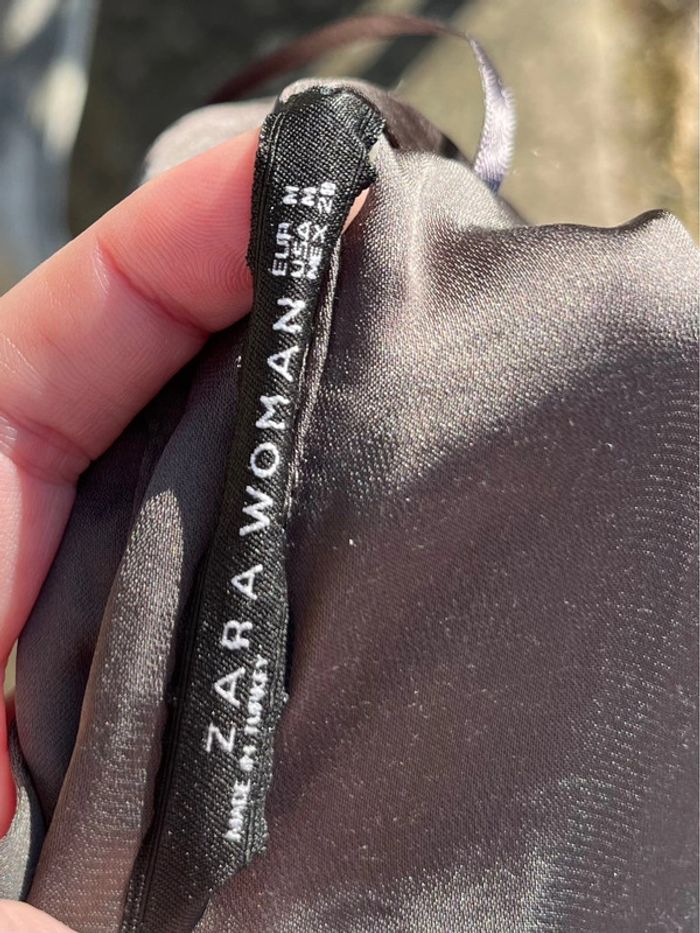 ZARA WOMAN
MADE IN TURKEY
EUR M
USA M
MEX 28